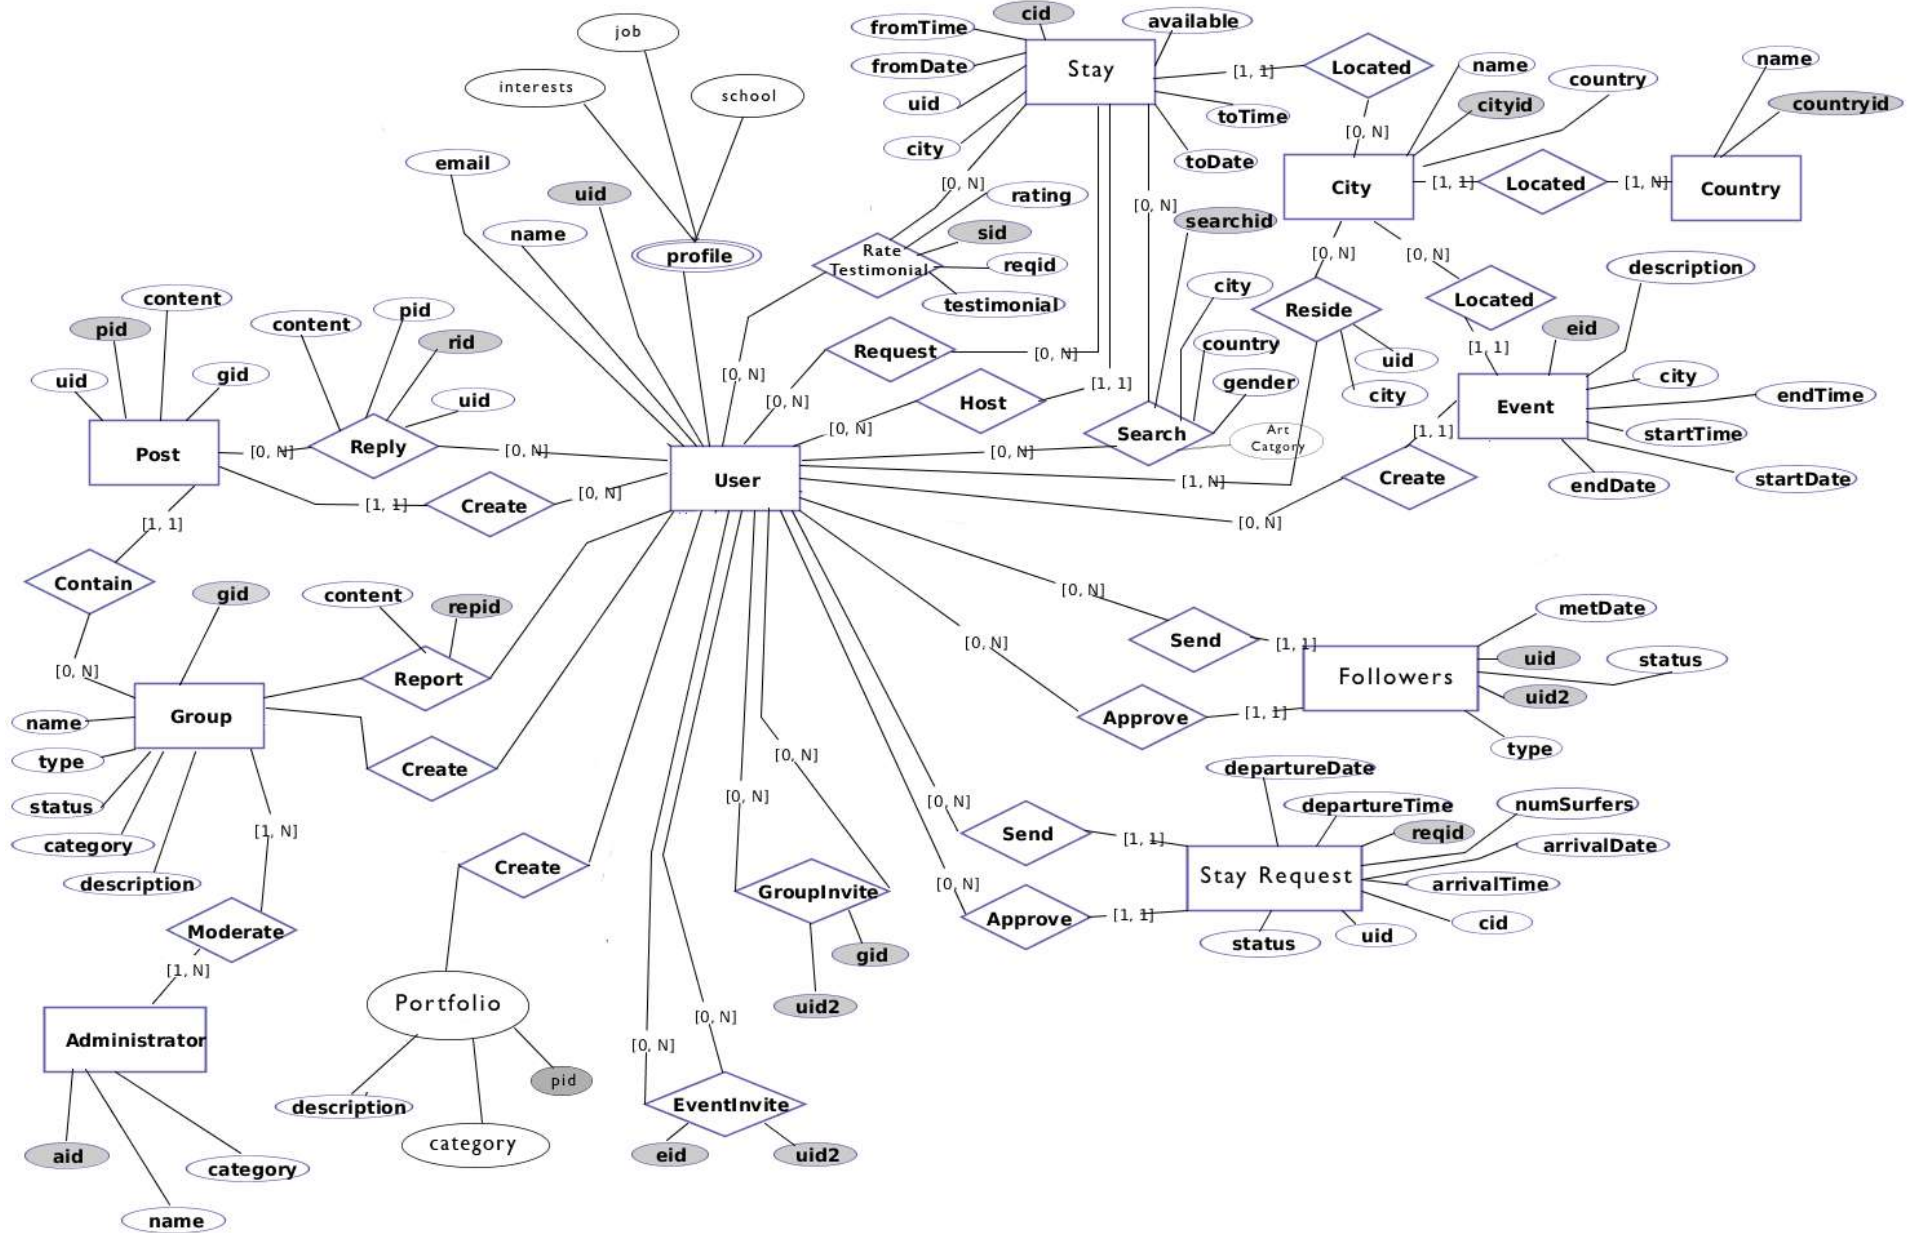 job
interests
school
email
uid
name
profile
fromTime
cid
available
fromDate
Stay
uid
toTime
city
toDate
[1, 1]
Located
[0, N]
name
country
cityid
name
countryid
City
[1, 1]
Located
[1, N]
Country
[0, N]
rating
sid
Rate
Testimonial
reqid
testimonial
[0, N]
[0, N]
searchid
city
country
gender
Art
Catgory
Search
[0, N]
[0, N]
Request
[0, N]
[0, N]
Host
[1, 1]
[0, N]
[0, N]
Reside
uid
city
[1, N]
[0, N]
Located
[1, 1]
description
eid
city
endTime
Event
startTime
startDate
endDate
[1, 1]
Create
[0, N]
content
pid
uid
gid
Post
content
pid
rid
uid
[0, N]
Reply
[0, N]
User
[1, 1]
Create
[0, N]
[1, 1]
Contain
[0, N]
gid
content
repid
Report
Group
name
type
status
category
description
Create
[1, N]
Moderate
[1, N]
Administrator
aid
category
name
Create
Portfolio
description
pid
category
[0, N]
[0, N]
GroupInvite
gid
uid2
[0, N]
[0, N]
EventInvite
eid
uid2
[0, N]
Send
[1, 1]
[0, N]
Approve
[1, 1]
Followers
metDate
uid
status
uid2
type
[0, N]
Send
[1, 1]
[0, N]
Approve
[1, 1]
departureDate
departureTime
numSurfers
reqid
arrivalDate
Stay Request
arrivalTime
cid
uid
status